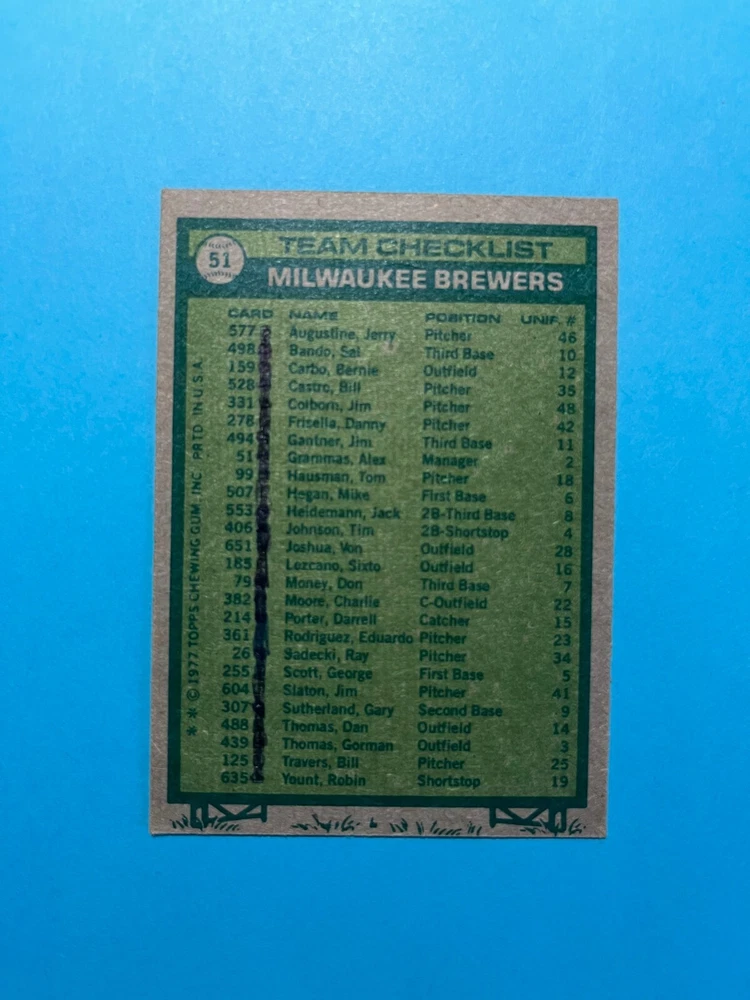 51
TEAM CHECKLIST
MILWAUKEE BREWERS
CARD NAME POSITION UNIF. #
577 Augustine, Jerry Pitcher 46
498 Bando, Sal Third Base 10
159 Carbo, Bernie Outfield 12
528 Castro, Bill Pitcher 35
331 Colborn, Jim Pitcher 48
278 Frisella, Danny Pitcher 42
494 Gantner, Jim Third Base 11
51 Grammas, Alex Manager 2
99 Hausman, Tom Pitcher 18
507 Hegan, Mike First Base 6
553 Heidemann, Jack 2B-Third Base 8
406 Johnson, Tim 2B-Shortstop 4
651 Joshua, Von Outfield 28
185 Lezcano, Sixto Outfield 16
79 Money, Don Third Base 7
382 Moore, Charlie C-Outfield 22
214 Porter, Darrell Catcher 15
361 Rodriguez, Eduardo Pitcher 23
26 Sadecki, Ray Pitcher 34
255 Scott, George First Base 5
604 Slaton, Jim Pitcher 41
307 Sutherland, Gary Second Base 9
488 Thomas, Dan Outfield 14
439 Thomas, Gorman Outfield 3
125 Travers, Bill Pitcher 25
635 Yount, Robin Shortstop 19
* * © 1977 TOPPS CHEWING GUM, INC. PRTD. IN U.S.A.